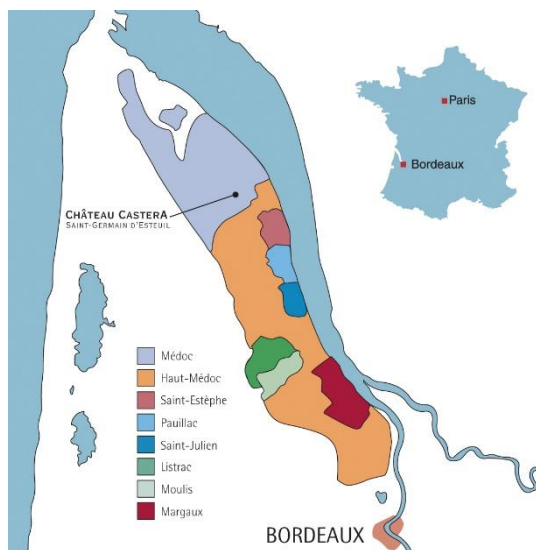 Paris
Bordeaux
CHÂTEAU CASTERA
SAINT-GERMAIN D'ESTEUIL
Médoc
Haut-Médoc
Saint-Estèphe
Pauillac
Saint-Julien
Listrac
Moulis
Margaux
BORDEAUX